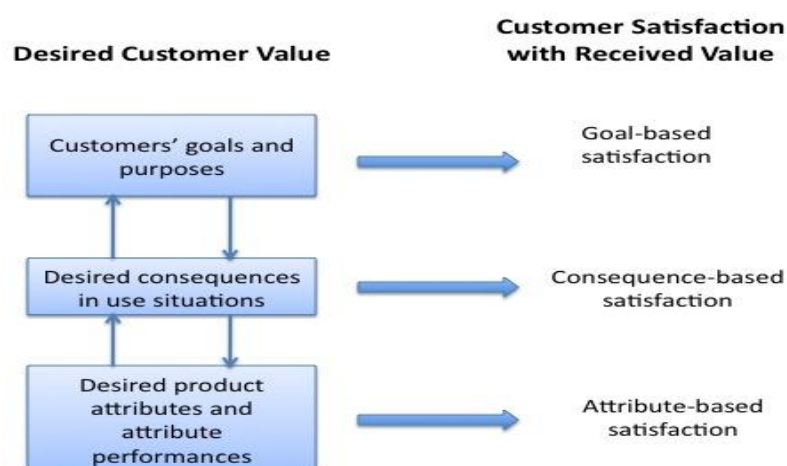 Desired Customer Value
Customer Satisfaction
with Received Value
Customers’ goals and
purposes
Goal-based
satisfaction
Desired consequences
in use situations
Consequence-based
satisfaction
Desired product
attributes and
attribute
performances
Attribute-based
satisfaction